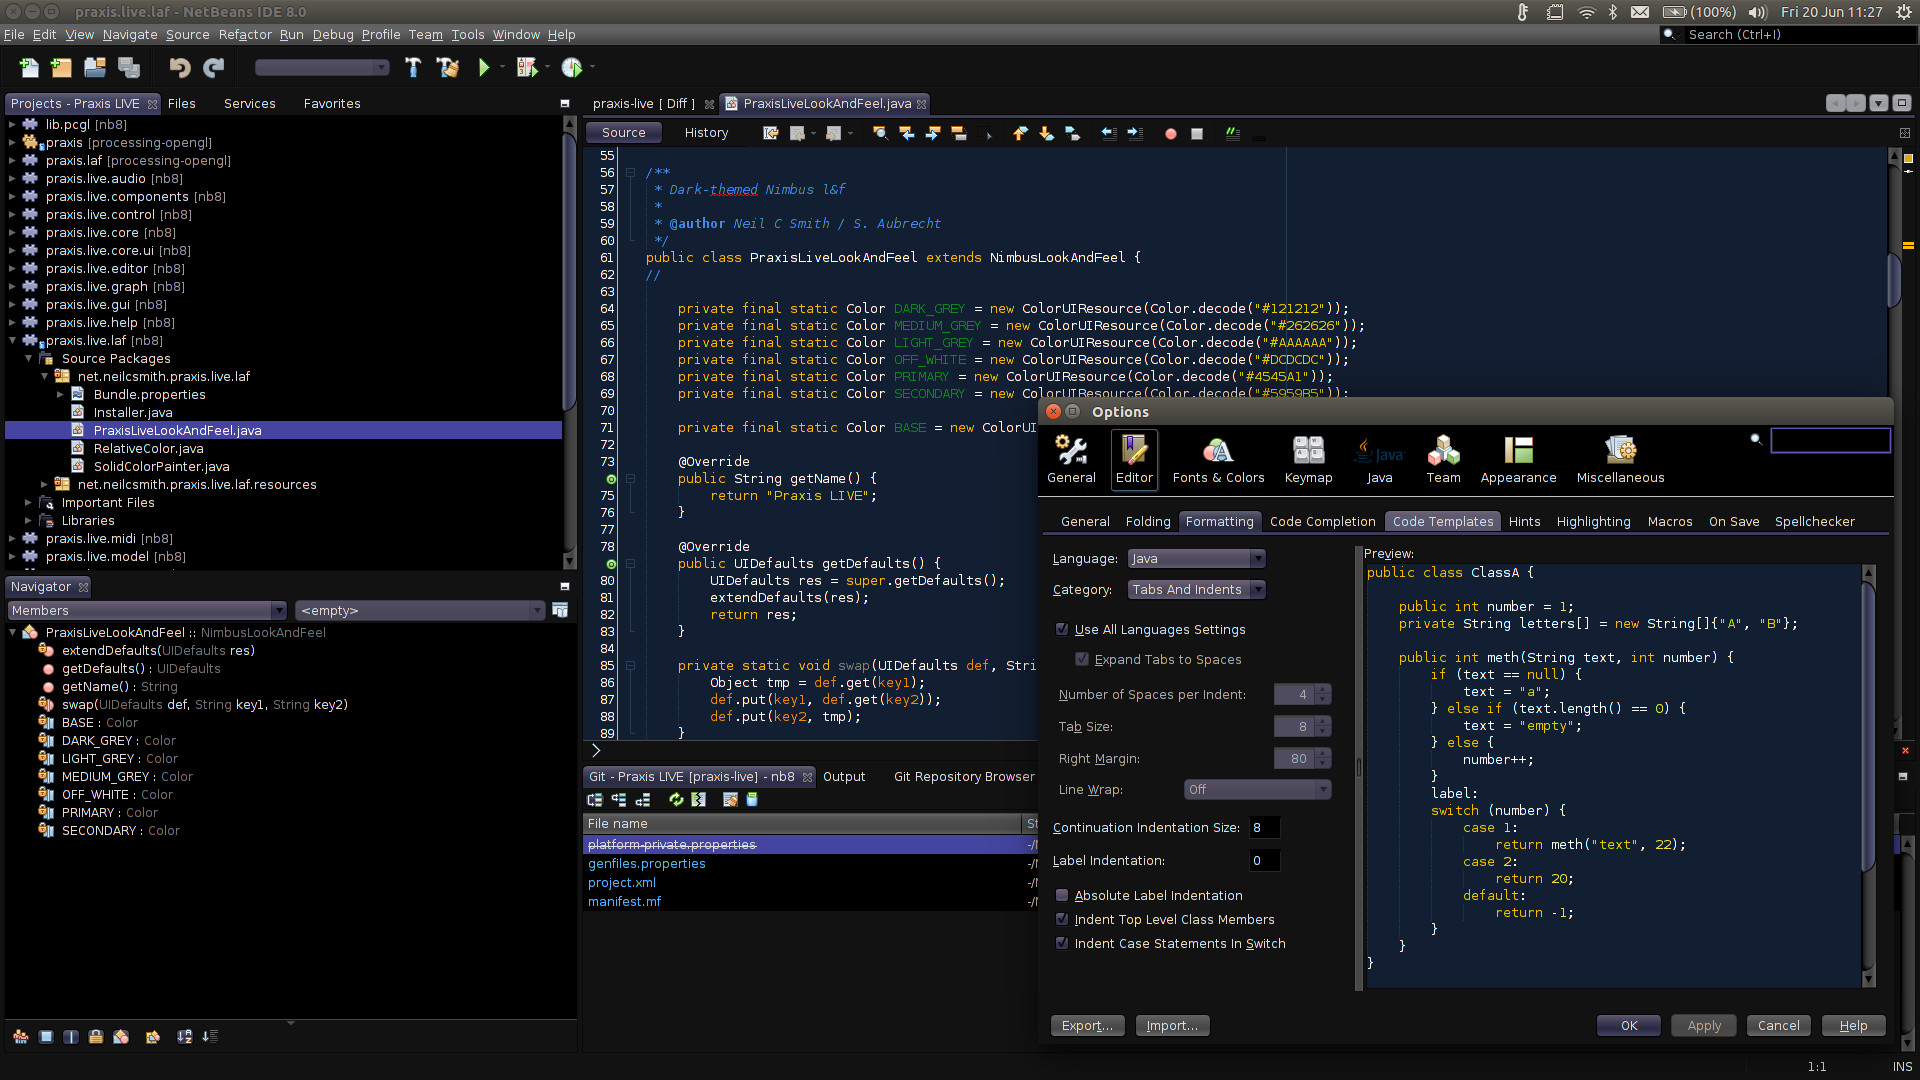 praxis.live.laf - NetBeans IDE 8.0
(100%)
Fri 20 Jun 11:27
File Edit View Navigate Source Refactor Run Debug Profile Team Tools Window Help
Search (Ctrl+I)
Projects - Praxis LIVE
Files
Services
Favorites
lib.pcgl [nb8]
praxis [processing-opengl]
praxis.laf [processing-opengl]
praxis.live.audio [nb8]
praxis.live.components [nb8]
praxis.live.control [nb8]
praxis.live.core [nb8]
praxis.live.core.ui [nb8]
praxis.live.editor [nb8]
praxis.live.graph [nb8]
praxis.live.gui [nb8]
praxis.live.help [nb8]
praxis.live.laf [nb8]
Source Packages
net.neilcsmith.praxis.live.laf
Bundle.properties
Installer.java
PraxisLiveLookAndFeel.java
RelativeColor.java
SolidColorPainter.java
net.neilcsmith.praxis.live.laf.resources
Important Files
Libraries
praxis.live.midi [nb8]
praxis.live.model [nb8]
Navigator
Members
<empty>
PraxisLiveLookAndFeel :: NimbusLookAndFeel
extendDefaults(UIDefaults res)
getDefaults() : UIDefaults
getName() : String
swap(UIDefaults def, String key1, String key2)
BASE : Color
DARK_GREY : Color
LIGHT_GREY : Color
MEDIUM_GREY : Color
OFF_WHITE : Color
PRIMARY : Color
SECONDARY : Color
praxis-live [ Diff ]
PraxisLiveLookAndFeel.java
Source
History
55
56 /**
57 * Dark-themed Nimbus l&f
58 *
59 * @author Neil C Smith / S. Aubrecht
60 */
61 public class PraxisLiveLookAndFeel extends NimbusLookAndFeel {
62 //
63
64 private final static Color DARK_GREY = new ColorUIResource(Color.decode("#121212"));
65 private final static Color MEDIUM_GREY = new ColorUIResource(Color.decode("#262626"));
66 private final static Color LIGHT_GREY = new ColorUIResource(Color.decode("#AAAAAA"));
67 private final static Color OFF_WHITE = new ColorUIResource(Color.decode("#DCDCDC"));
68 private final static Color PRIMARY = new ColorUIResource(Color.decode("#4545A1"));
69 private final static Color SECONDARY = new ColorUIResource(Color.decode("#5959B5"));
70
71 private final static Color BASE = new ColorUI
72
73 @Override
public String getName() {
75 return "Praxis LIVE";
76 }
77
78 @Override
public UIDefaults getDefaults() {
80 UIDefaults res = super.getDefaults();
81 extendDefaults(res);
82 return res;
83 }
84
85 private static void swap(UIDefaults def, Stri
86 Object tmp = def.get(key1);
87 def.put(key1, def.get(key2));
88 def.put(key2, tmp);
89 }
Git - Praxis LIVE [praxis-live] - nb8
Output
Git Repository Browser
File name
St
platform-private.properties
genfiles.properties
project.xml
manifest.mf
Options
General
Editor
Fonts & Colors
Keymap
Java
Java
Team
Appearance
Miscellaneous
General Folding Formatting Code Completion Code Templates Hints Highlighting Macros On Save Spellchecker
Language: Java
Category: Tabs And Indents
Use All Languages Settings
Expand Tabs to Spaces
Number of Spaces per Indent: 4
Tab Size: 8
Right Margin: 80
Line Wrap: Off
Continuation Indentation Size: 8
Label Indentation: 0
Absolute Label Indentation
Indent Top Level Class Members
Indent Case Statements In Switch
Preview:
public class ClassA {
public int number = 1;
private String letters[] = new String[]{"A", "B"};
public int meth(String text, int number) {
if (text == null) {
text = "a";
} else if (text.length() == 0) {
text = "empty";
} else {
number++;
}
label:
switch (number) {
case 1:
return meth("text", 22);
case 2:
return 20;
default:
return -1;
}
}
}
Export...
Import...
OK
Apply
Cancel
Help
1:1
INS